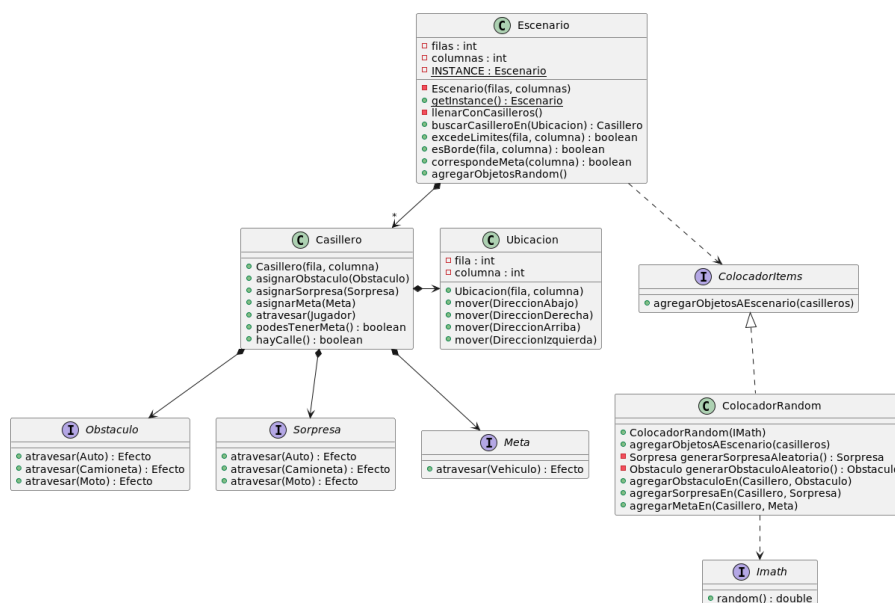 C Escenario
filas : int
columnas : int
INSTANCE : Escenario
Escenario(filas, columnas)
getInstance() : Escenario
llenarConCasilleros()
buscarCasilleroEn(Ubicacion) : Casillero
excedeLimites(fila, columna) : boolean
esBorde(fila, columna) : boolean
correspondeMeta(columna) : boolean
agregarObjetosRandom()
*
C Casillero
Casillero(fila, columna)
asignarObstaculo(Obstaculo)
asignarSorpresa(Sorpresa)
asignarMeta(Meta)
atravesar(Jugador)
podesTenerMeta() : boolean
hayCalle() : boolean
C Ubicacion
fila : int
columna : int
Ubicacion(fila, columna)
mover(DireccionAbajo)
mover(DireccionDerecha)
mover(DireccionArriba)
mover(DireccionIzquierda)
I ColocadorItems
agregarObjetosAEscenario(casilleros)
I Obstaculo
atravesar(Auto) : Efecto
atravesar(Camioneta) : Efecto
atravesar(Moto) : Efecto
I Sorpresa
atravesar(Auto) : Efecto
atravesar(Camioneta) : Efecto
atravesar(Moto) : Efecto
I Meta
atravesar(Vehiculo) : Efecto
C ColocadorRandom
ColocadorRandom(IMath)
agregarObjetosAEscenario(casilleros)
Sorpresa generarSorpresaAleatoria() : Sorpresa
Obstaculo generarObstaculoAleatorio() : Obstaculo
agregarObstaculoEn(Casillero, Obstaculo)
agregarSorpresaEn(Casillero, Sorpresa)
agregarMetaEn(Casillero, Meta)
I Imath
random() : double